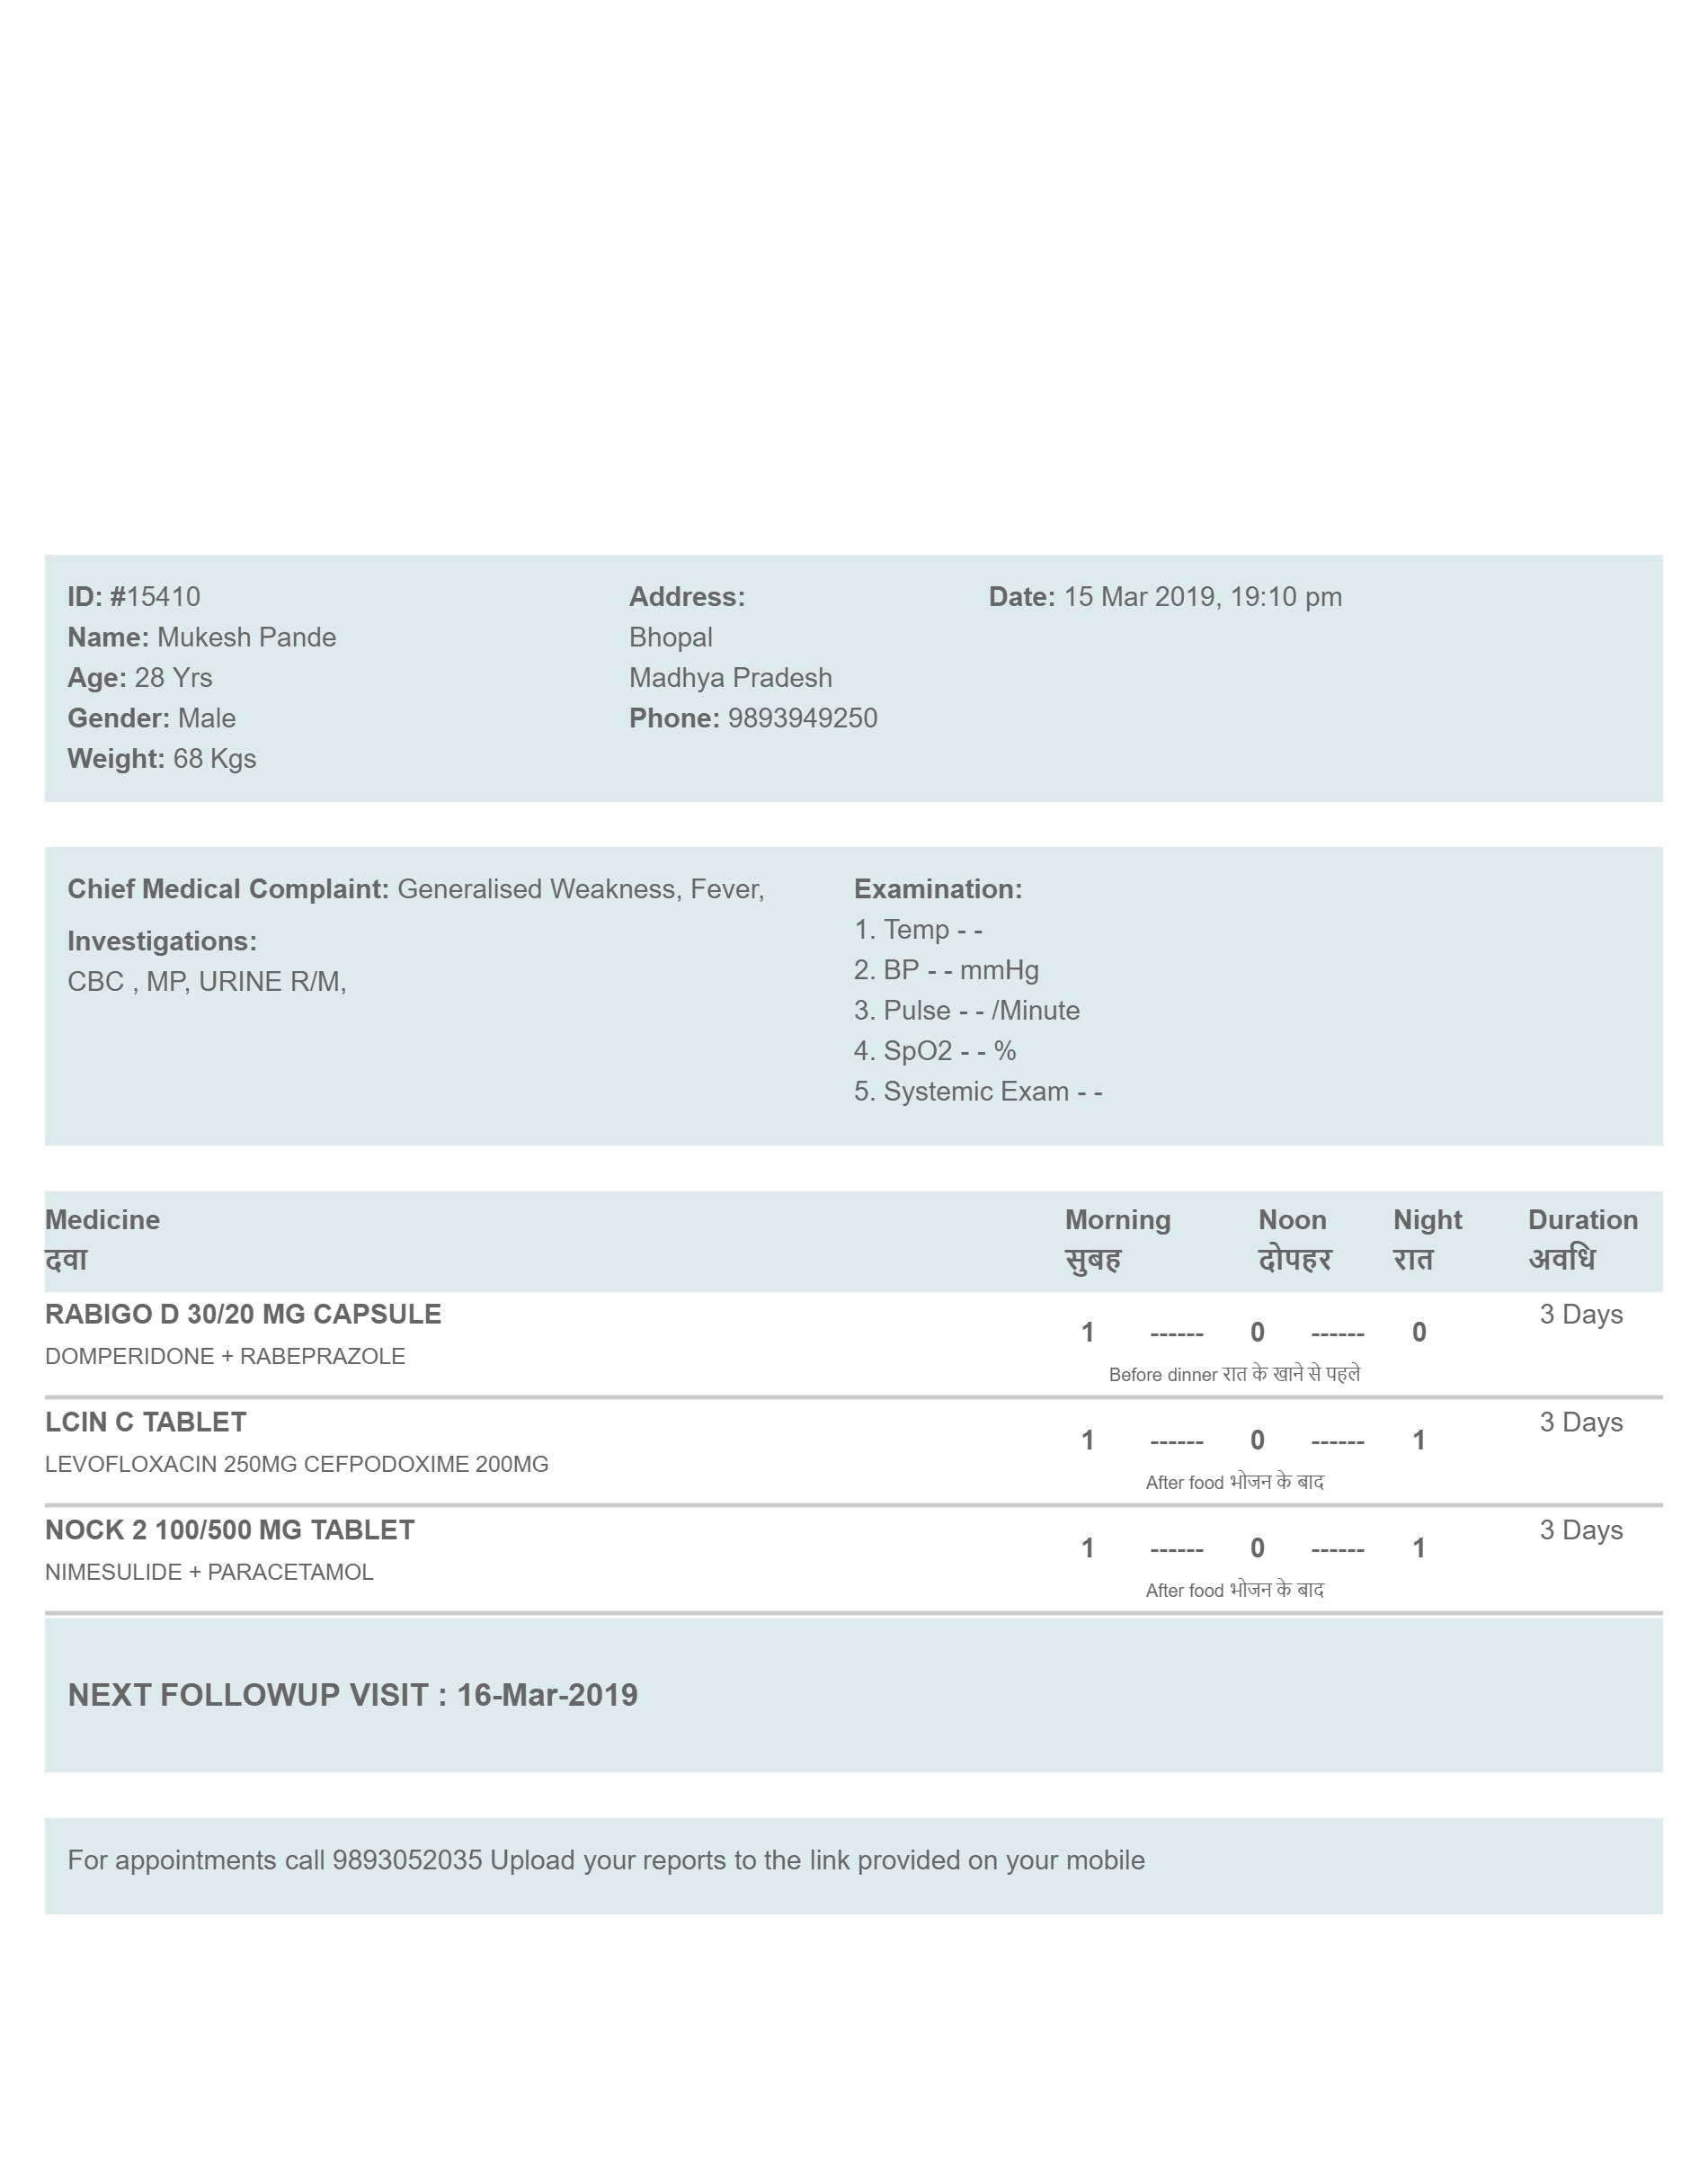 ID: #15410
Name: Mukesh Pande
Age: 28 Yrs
Gender: Male
Weight: 68 Kgs
Address:
Bhopal
Madhya Pradesh
Phone: 9893949250
Date: 15 Mar 2019, 19:10 pm
Chief Medical Complaint: Generalised Weakness, Fever,
Investigations:
CBC , MP, URINE R/M,
Examination:
1. Temp - -
2. BP - - mmHg
3. Pulse - - /Minute
4. SpO2 - - %
5. Systemic Exam - -
Medicine Morning Noon Night Duration
दवा सुबह दोपहर रात अवधि
RABIGO D 30/20 MG CAPSULE 1 ------ 0 ------ 0 3 Days
DOMPERIDONE + RABEPRAZOLE
Before dinner रात के खाने से पहले
LCIN C TABLET 1 ------ 0 ------ 1 3 Days
LEVOFLOXACIN 250MG CEFPODOXIME 200MG
After food भोजन के बाद
NOCK 2 100/500 MG TABLET 1 ------ 0 ------ 1 3 Days
NIMESULIDE + PARACETAMOL
After food भोजन के बाद
NEXT FOLLOWUP VISIT : 16-Mar-2019
For appointments call 9893052035 Upload your reports to the link provided on your mobile